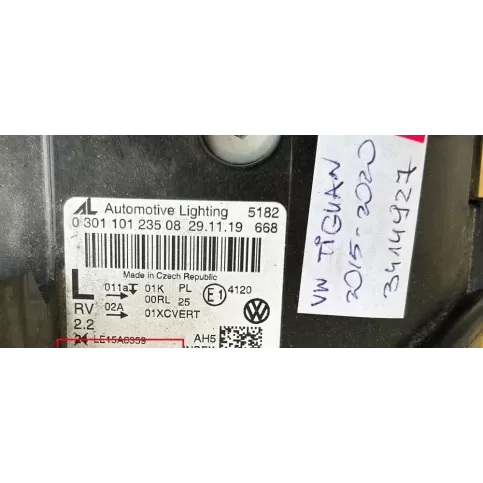 AL Automotive Lighting 5182
0 301 101 235 08 29.11.19 668
Made in Czech Republic
L 011a 01K PL E1 4120
00RL 25
RV 02A 01XCVERT
2.2
LE15A0359 AH5
VW TIGUAN
2015-2020
3414927